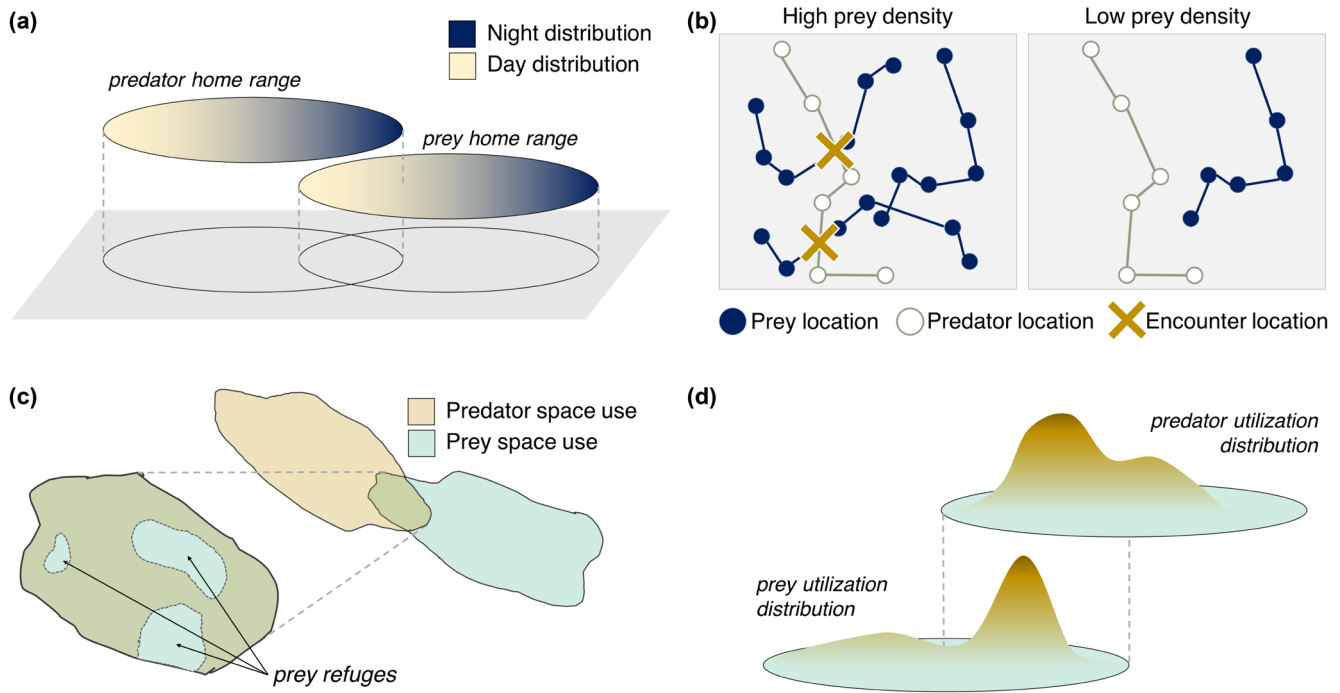 (a)
Night distribution
Day distribution
predator home range
prey home range
(b)
High prey density
Low prey density
Prey location
Predator location
Encounter location
(c)
Predator space use
Prey space use
prey refuges
(d)
predator utilization
distribution
prey utilization
distribution